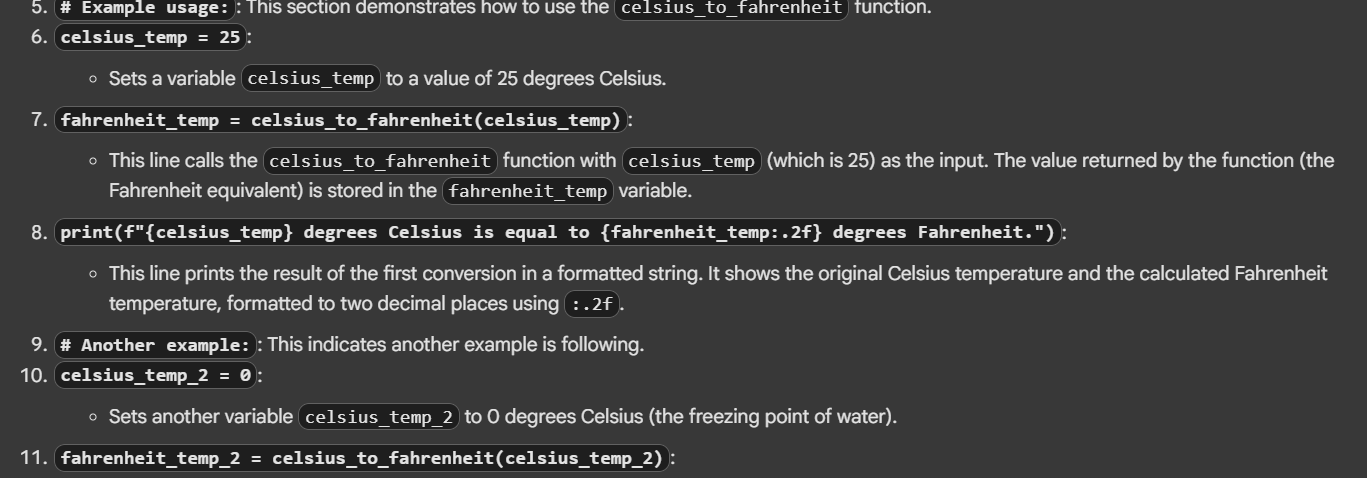 5. # Example usage:: This section demonstrates how to use the celsius_to_fahrenheit function.
6. celsius_temp = 25:
Sets a variable celsius_temp to a value of 25 degrees Celsius.
7. fahrenheit_temp = celsius_to_fahrenheit(celsius_temp):
This line calls the celsius_to_fahrenheit function with celsius_temp (which is 25) as the input. The value returned by the function (the
Fahrenheit equivalent) is stored in the fahrenheit_temp variable.
8. print(f"{celsius_temp} degrees Celsius is equal to {fahrenheit_temp:.2f} degrees Fahrenheit."):
This line prints the result of the first conversion in a formatted string. It shows the original Celsius temperature and the calculated Fahrenheit
temperature, formatted to two decimal places using :.2f.
9. # Another example:: This indicates another example is following.
10. celsius_temp_2 = 0:
Sets another variable celsius_temp_2 to 0 degrees Celsius (the freezing point of water).
11. fahrenheit_temp_2 = celsius_to_fahrenheit(celsius_temp_2):